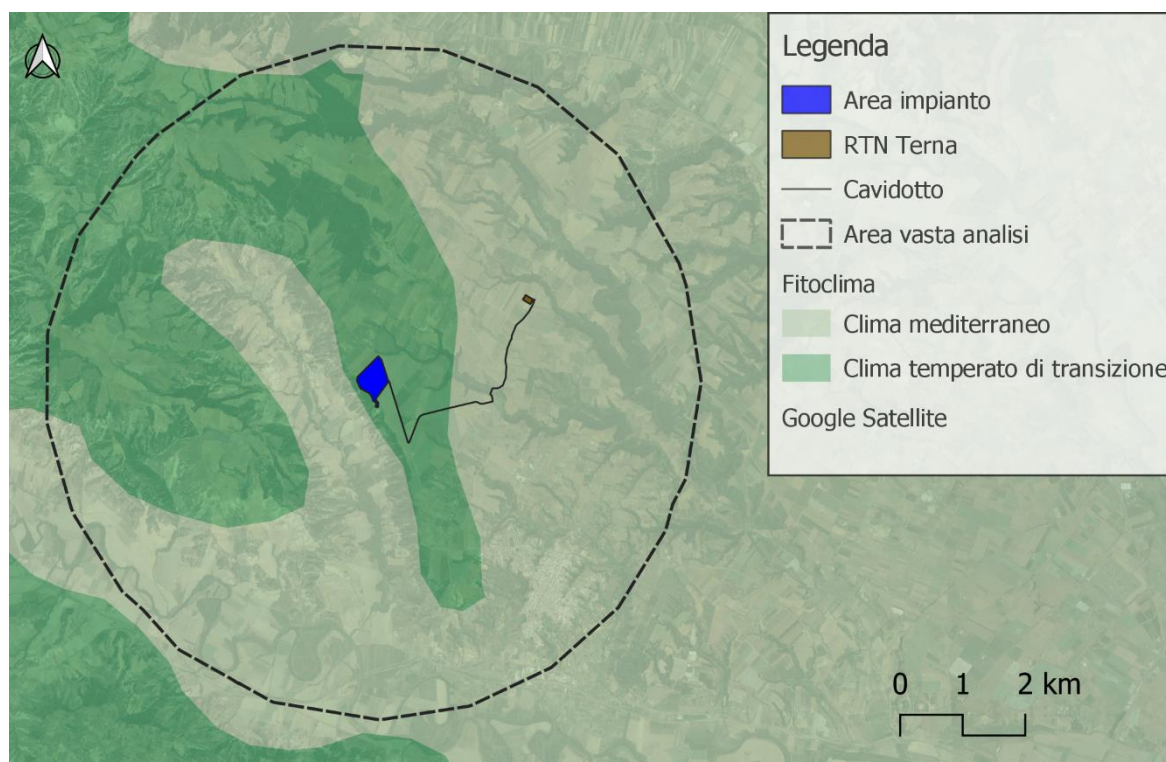 Legenda
Area impianto
RTN Terna
Cavidotto
Area vasta analisi
Fitoclima
Clima mediterraneo
Clima temperato di transizione
Google Satellite
0 1 2 km